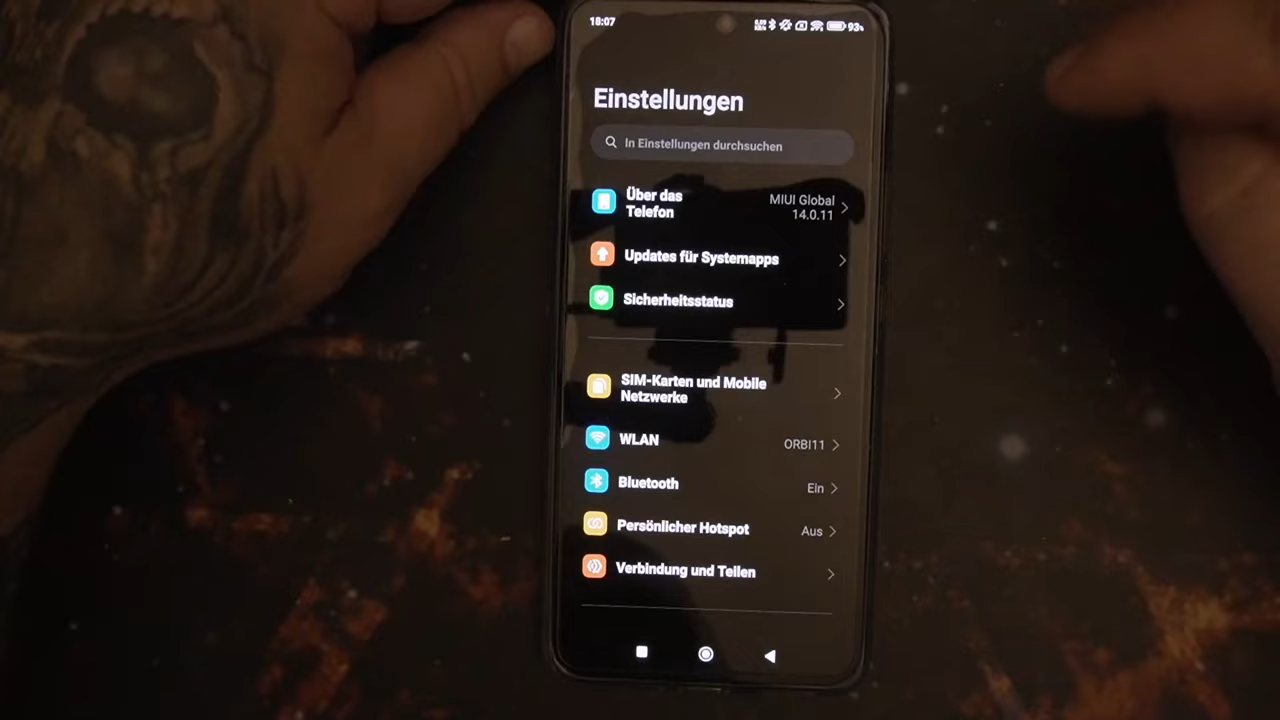 18:07
93%
Einstellungen
In Einstellungen durchsuchen
Über das
Telefon
MIUI Global
14.0.11
Updates für Systemapps
Sicherheitsstatus
SIM-Karten und Mobile
Netzwerke
WLAN
ORBI11
Bluetooth
Ein
Persönlicher Hotspot
Aus
Verbindung und Teilen